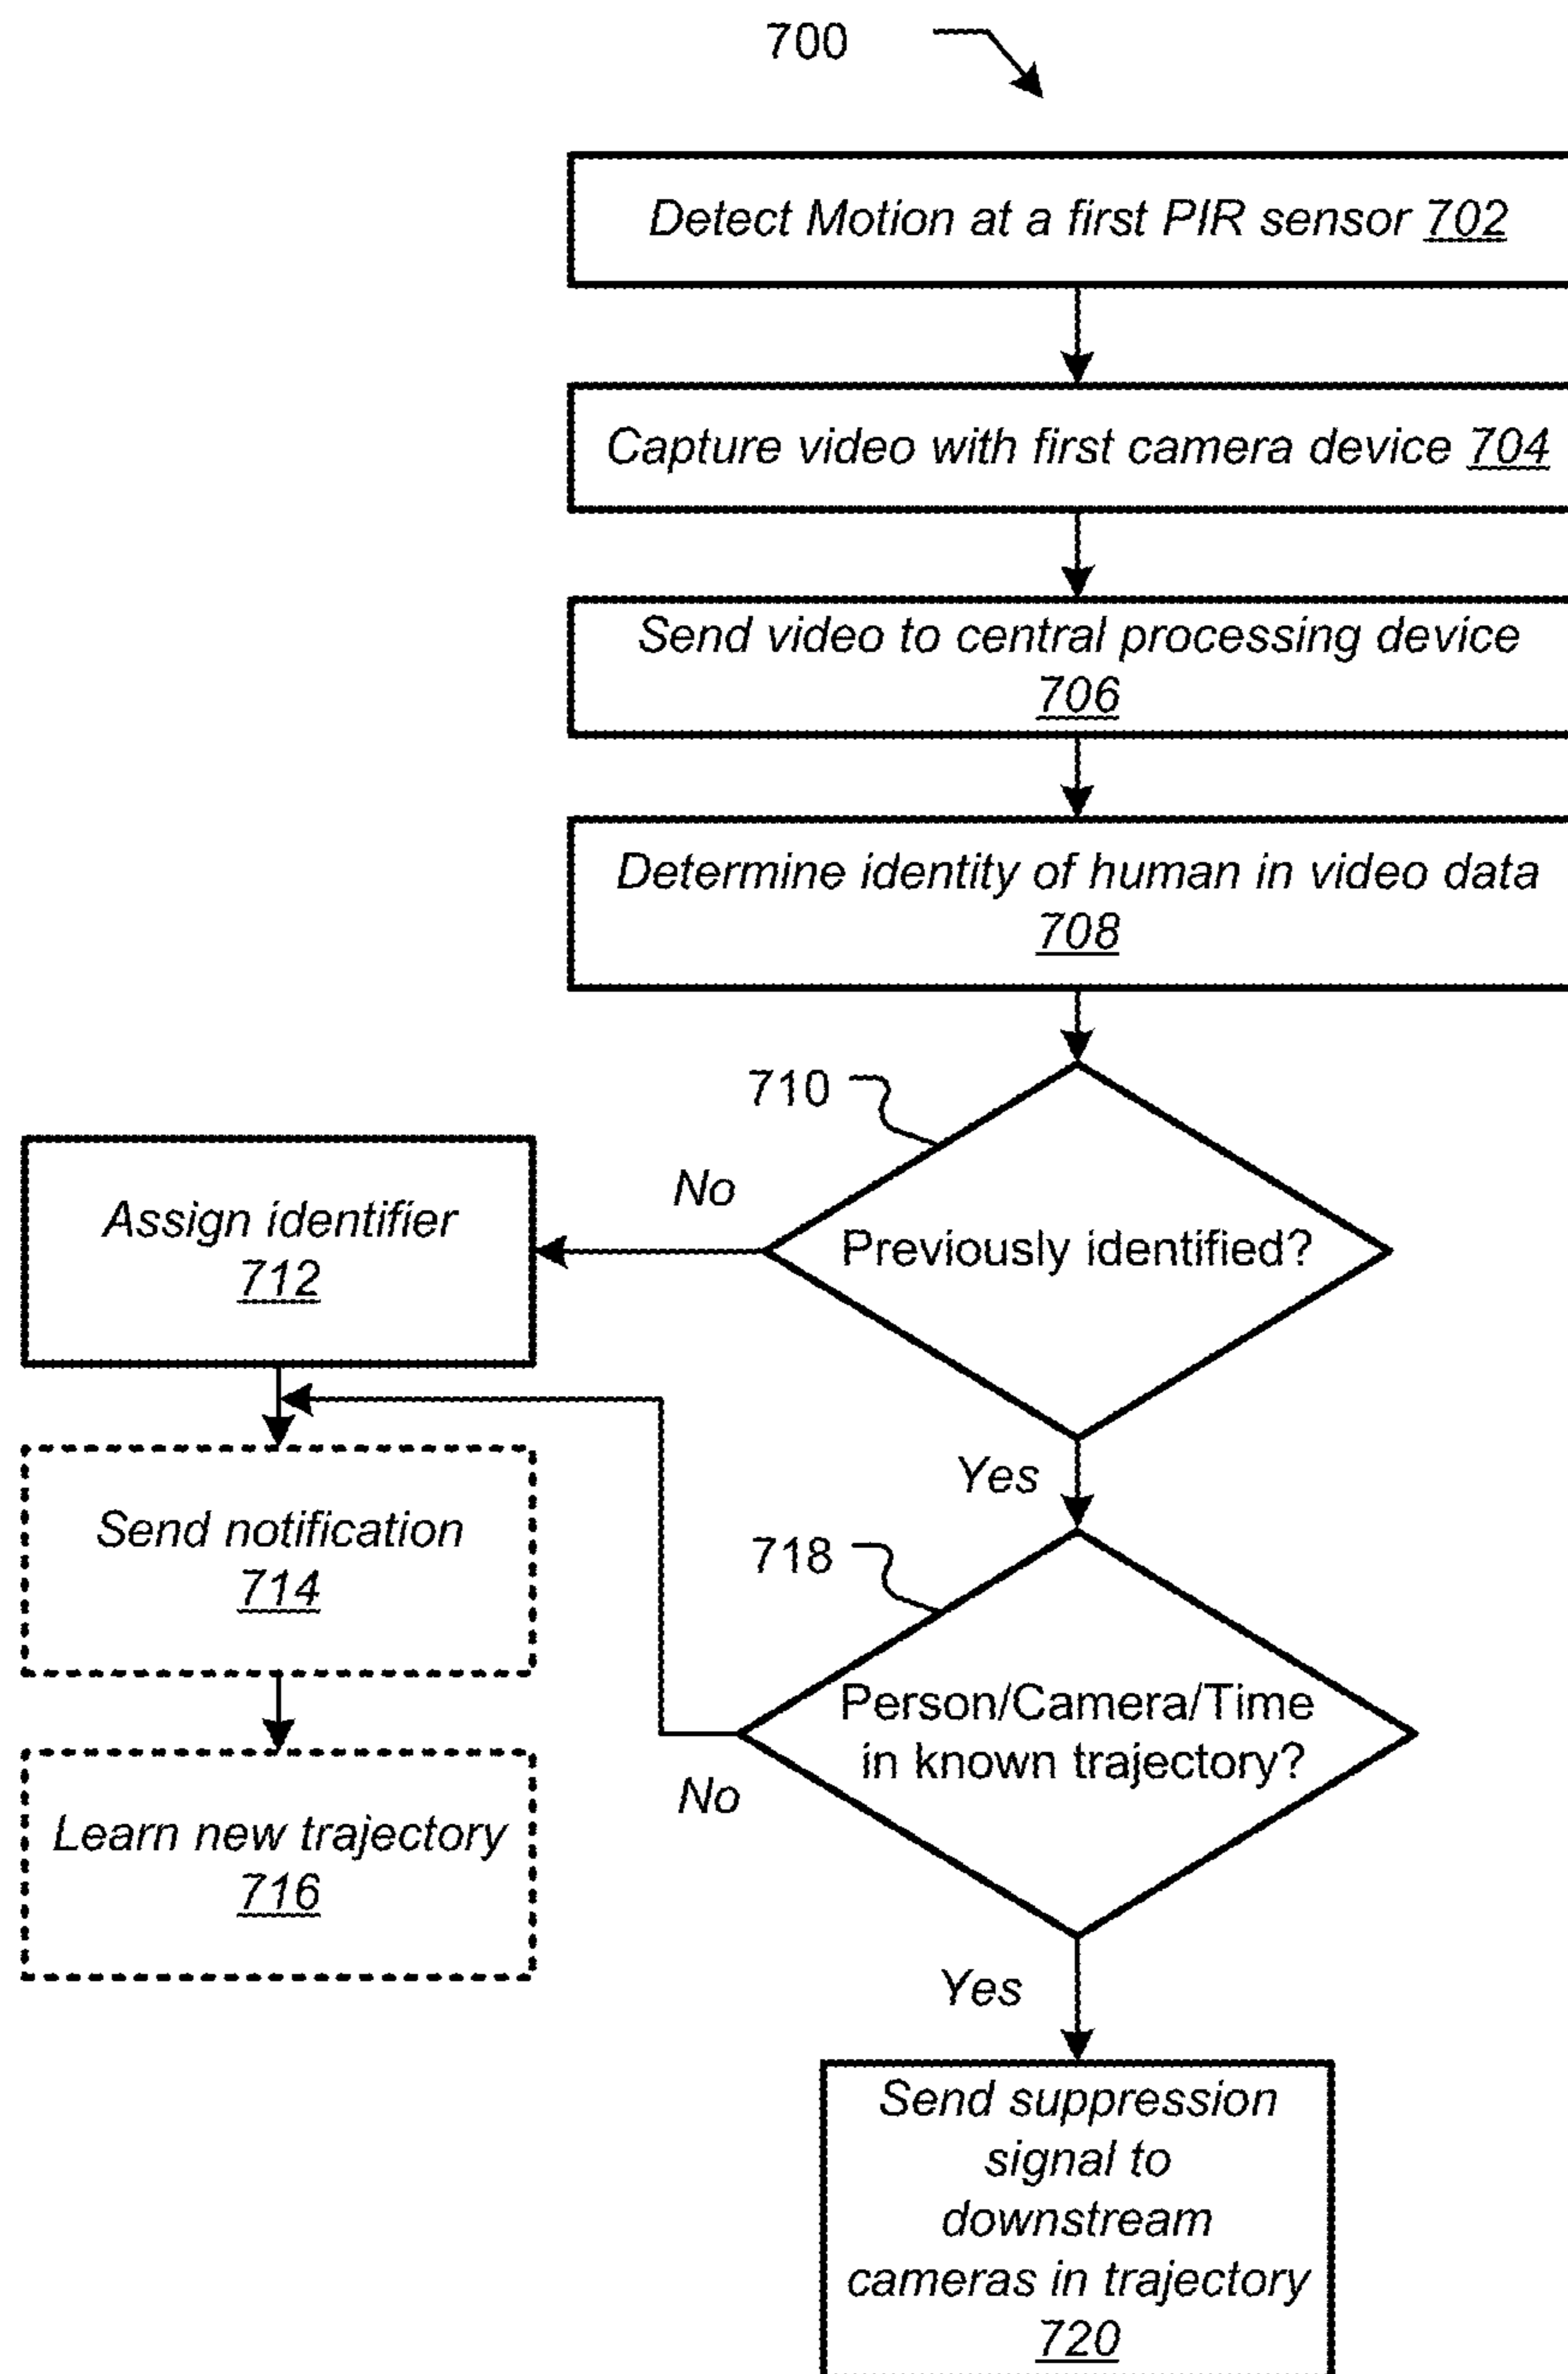 700
Detect Motion at a first PIR sensor 702
Capture video with first camera device 704
Send video to central processing device
706
Determine identity of human in video data
708
710
No
Previously identified?
Assign identifier
712
Yes
Send notification
714
718
Person/Camera/Time
in known trajectory?
No
Learn new trajectory
716
Yes
Send suppression
signal to
downstream
cameras in trajectory
720